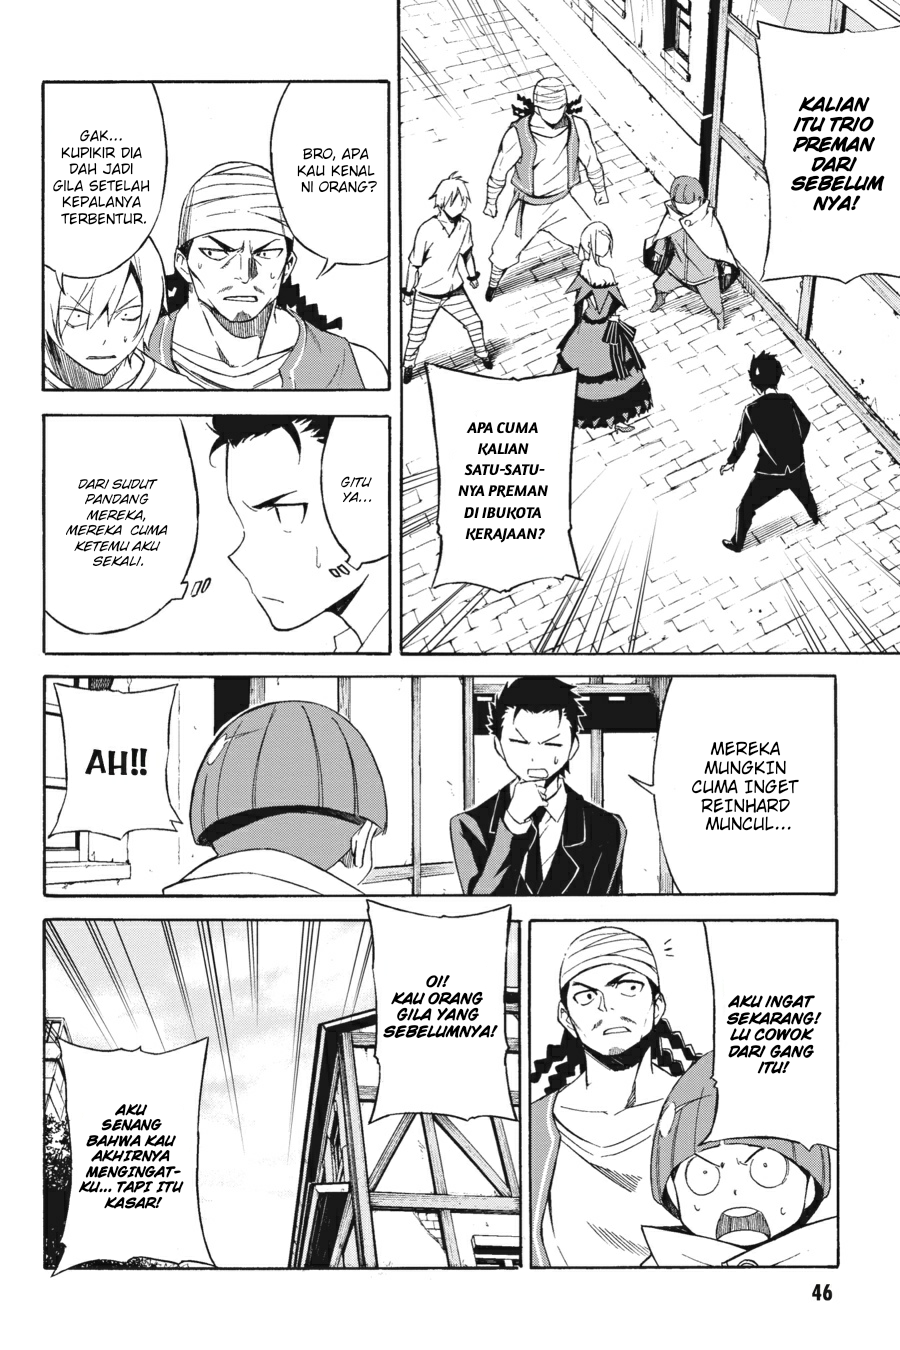 KALIAN
ITU TRIO
PREMAN
DARI
SEBELUM
NYA!
APA CUMA
KALIAN
SATU-SATU-
NYA PREMAN
DI IBUKOTA
KERAJAAN?
BRO, APA
KAU KENAL
NI ORANG?
GAK...
KUPIKIR DIA
DAH JADI
GILA SETELAH
KEPALANYA
TERBENTUR.
GITU
YA...
DARI SUDUT
PANDANG
MEREKA,
MEREKA CUMA
KETEMU AKU
SEKALI.
MEREKA
MUNGKIN
CUMA INGET
REINHARD
MUNCUL...
AH!!
AKU INGAT
SEKARANG!
LU COWOK
DARI GANG
ITU!
OI!
KAU ORANG
GILA YANG
SEBELUMNYA!
AKU
SENANG
BAHWA KAU
AKHIRNYA
MENGINGAT-
KU... TAPI ITU
KASAR!
46